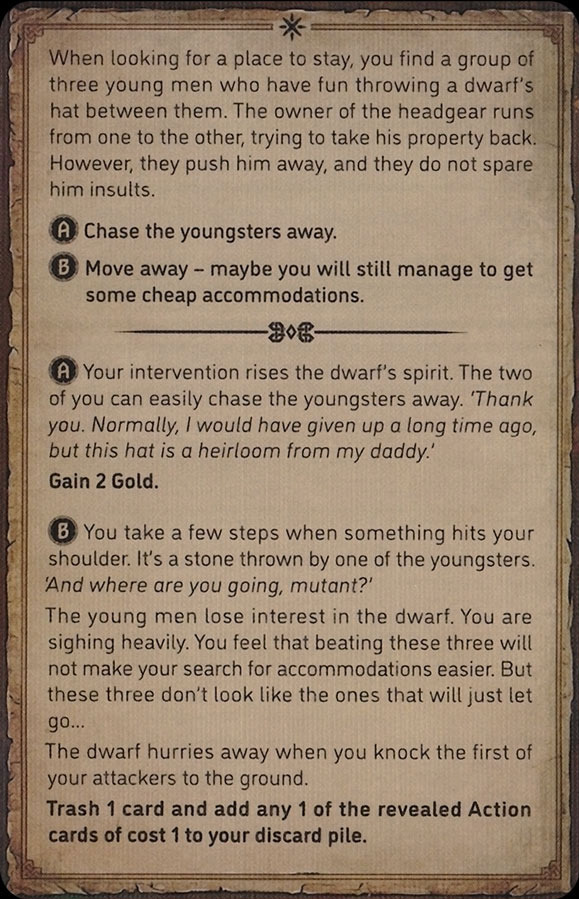 When looking for a place to stay, you find a group of
three young men who have fun throwing a dwarf's
hat between them. The owner of the headgear runs
from one to the other, trying to take his property back.
However, they push him away, and they do not spare
him insults.
A Chase the youngsters away.
B Move away – maybe you will still manage to get
some cheap accommodations.
A Your intervention rises the dwarf's spirit. The two
of you can easily chase the youngsters away. 'Thank
you. Normally, I would have given up a long time ago,
but this hat is a heirloom from my daddy.'
Gain 2 Gold.
B You take a few steps when something hits your
shoulder. It's a stone thrown by one of the youngsters.
'And where are you going, mutant?'
The young men lose interest in the dwarf. You are
sighing heavily. You feel that beating these three will
not make your search for accommodations easier. But
these three don't look like the ones that will just let
go...
The dwarf hurries away when you knock the first of
your attackers to the ground.
Trash 1 card and add any 1 of the revealed Action
cards of cost 1 to your discard pile.